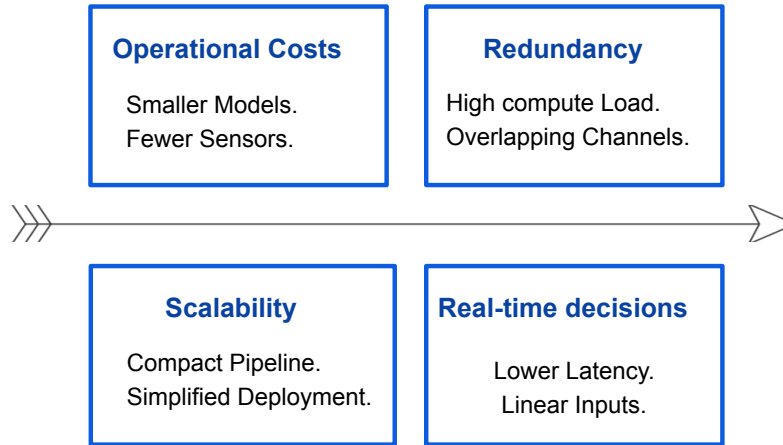 Operational Costs
Smaller Models.
Fewer Sensors.
Redundancy
High compute Load.
Overlapping Channels.
Scalability
Compact Pipeline.
Simplified Deployment.
Real-time decisions
Lower Latency.
Linear Inputs.